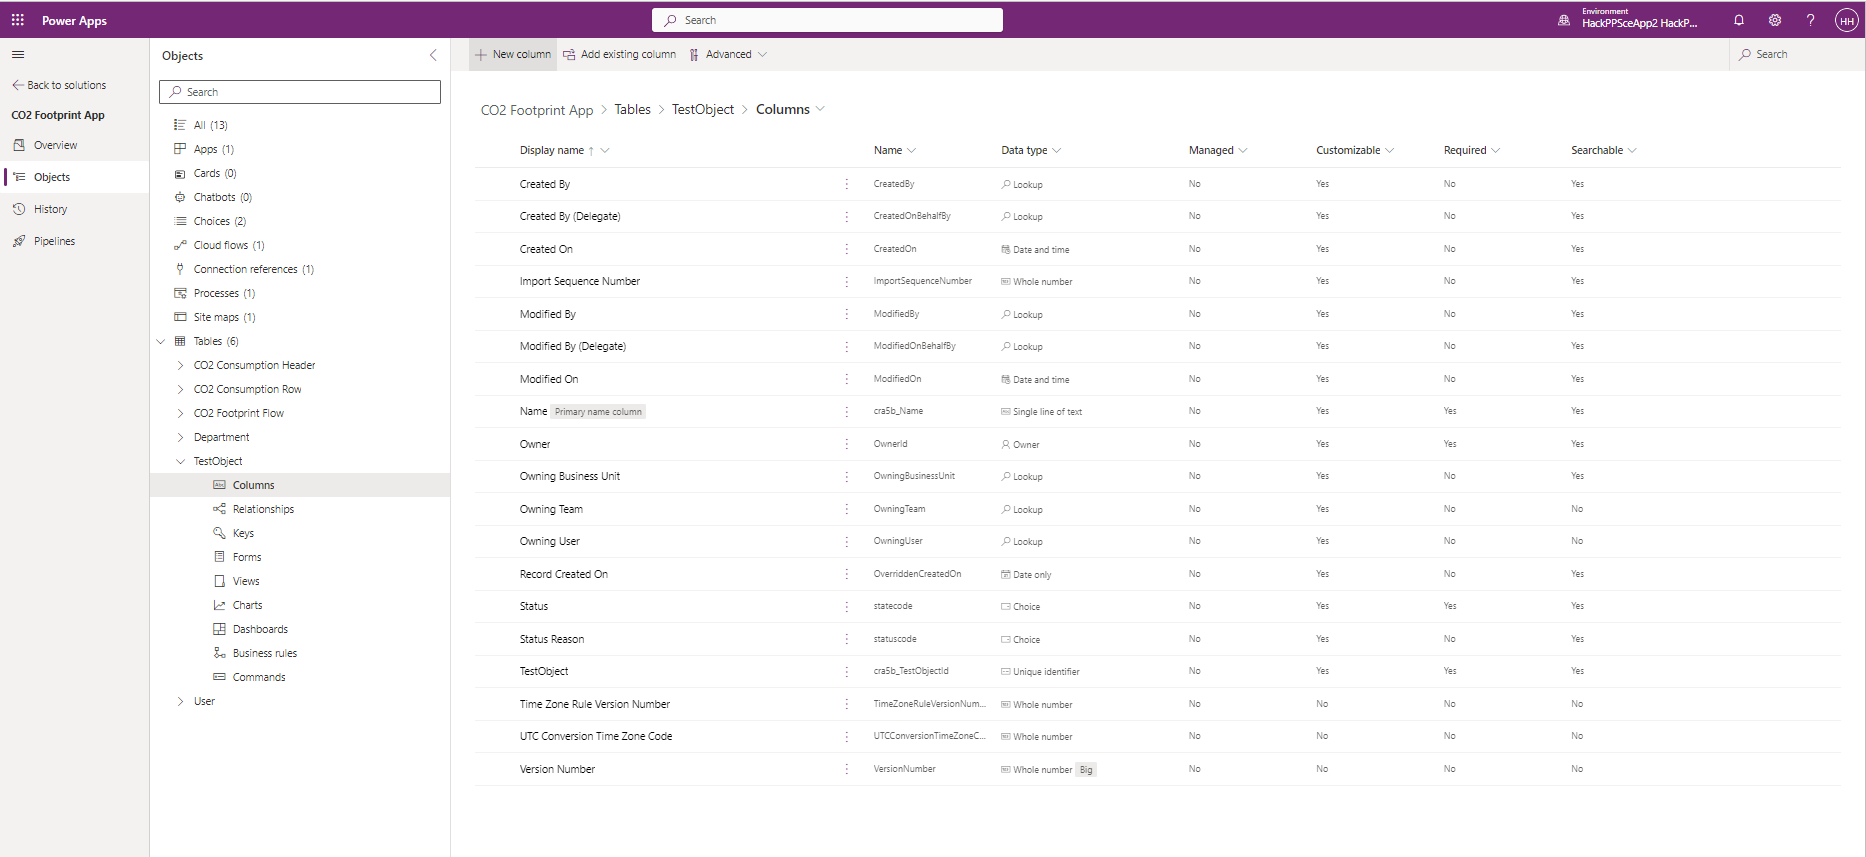 Power Apps
Search
Environment
HackPPSceApp2 HackP...
HH
Back to solutions
CO2 Footprint App
Overview
Objects
History
Pipelines
Objects
Search
All (13)
Apps (1)
Cards (0)
Chatbots (0)
Choices (2)
Cloud flows (1)
Connection references (1)
Processes (1)
Site maps (1)
Tables (6)
CO2 Consumption Header
CO2 Consumption Row
CO2 Footprint Flow
Department
TestObject
Columns
Relationships
Keys
Forms
Views
Charts
Dashboards
Business rules
Commands
User
New column Add existing column Advanced Search
CO2 Footprint App > Tables > TestObject > Columns
Display name ↑ Name Data type Managed Customizable Required Searchable
Created By CreatedBy Lookup No Yes No Yes
Created By (Delegate) CreatedOnBehalfBy Lookup No Yes No Yes
Created On CreatedOn Date and time No Yes No Yes
Import Sequence Number ImportSequenceNumber Whole number No Yes No Yes
Modified By ModifiedBy Lookup No Yes No Yes
Modified By (Delegate) ModifiedOnBehalfBy Lookup No Yes No Yes
Modified On ModifiedOn Date and time No Yes No Yes
Name Primary name column cra5b_Name Single line of text No Yes Yes Yes
Owner OwnerId Owner No Yes Yes Yes
Owning Business Unit OwningBusinessUnit Lookup No Yes No Yes
Owning Team OwningTeam Lookup No Yes No No
Owning User OwningUser Lookup No Yes No No
Record Created On OverriddenCreatedOn Date only No Yes No Yes
Status statecode Choice No Yes Yes Yes
Status Reason statuscode Choice No Yes No Yes
TestObject cra5b_TestObjectId Unique identifier No Yes Yes Yes
Time Zone Rule Version Number TimeZoneRuleVersionNum... Whole number No No No No
UTC Conversion Time Zone Code UTCConversionTimeZoneC... Whole number No No No No
Version Number VersionNumber Whole number Big No No No No